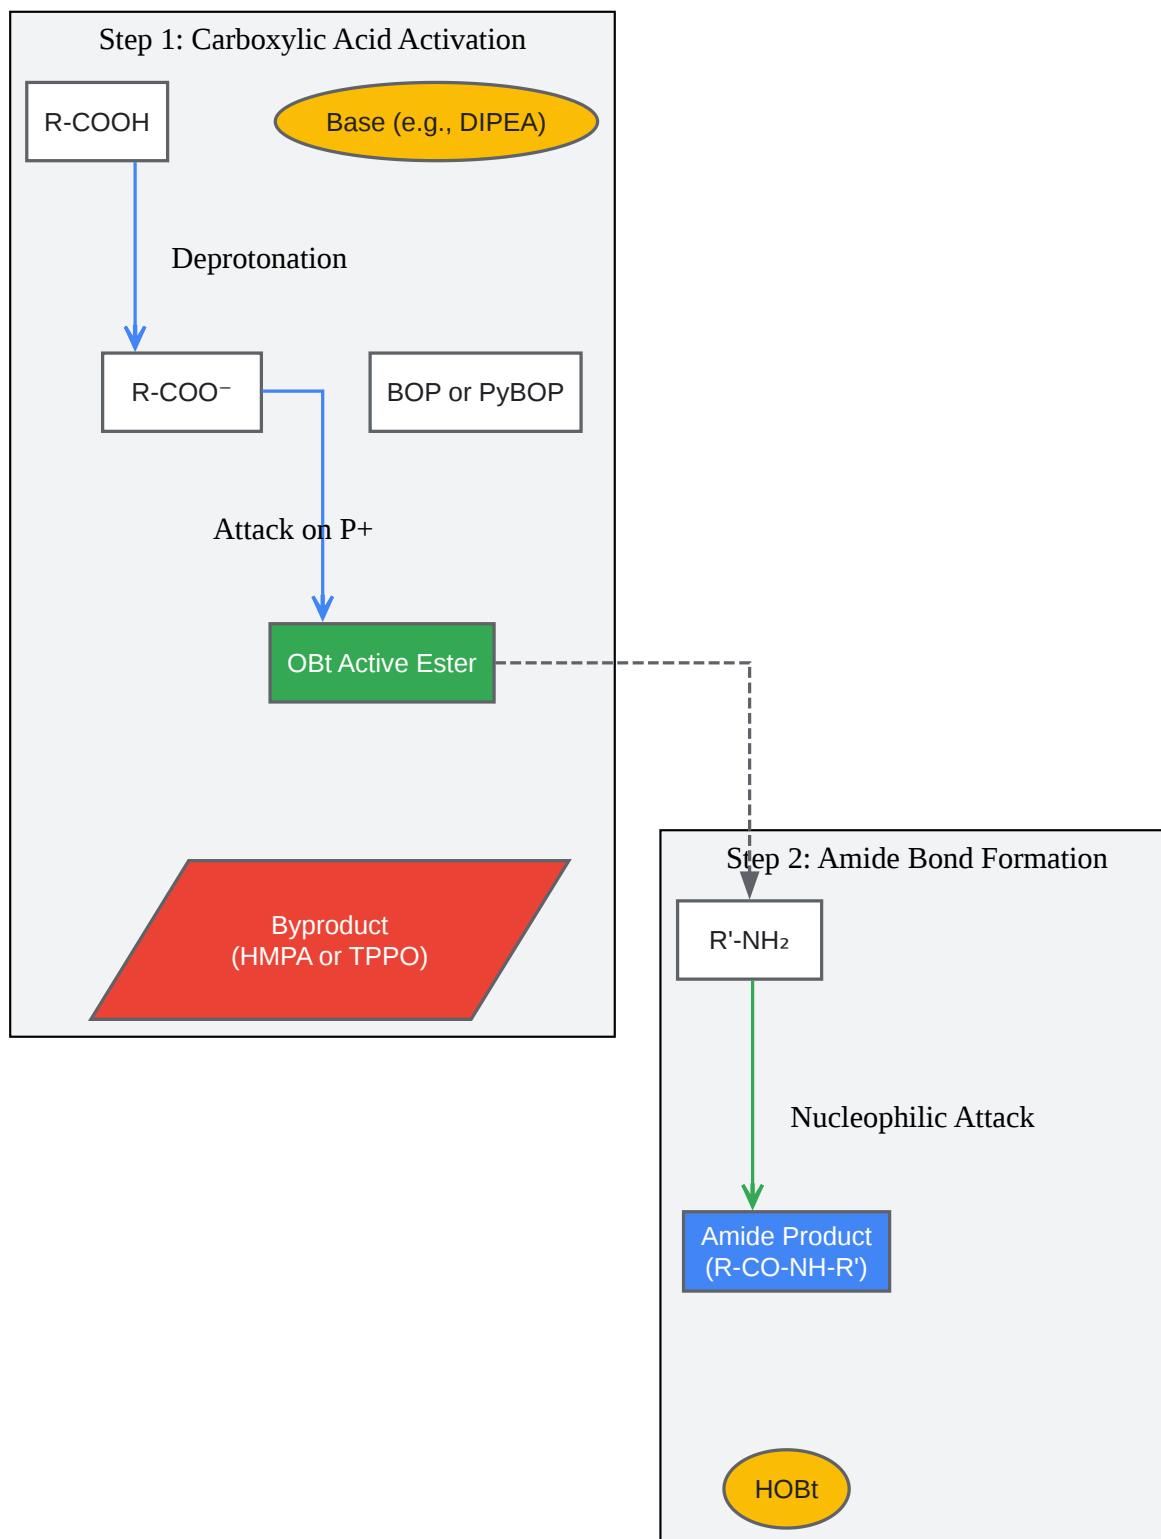 Step 1: Carboxylic Acid Activation
R-COOH
Base (e.g., DIPEA)
Deprotonation
R-COO⁻
BOP or PyBOP
Attack on P+
OBt Active Ester
Byproduct
(HMPA or TPPO)
Step 2: Amide Bond Formation
R'-NH₂
Nucleophilic Attack
Amide Product
(R-CO-NH-R')
HOBt